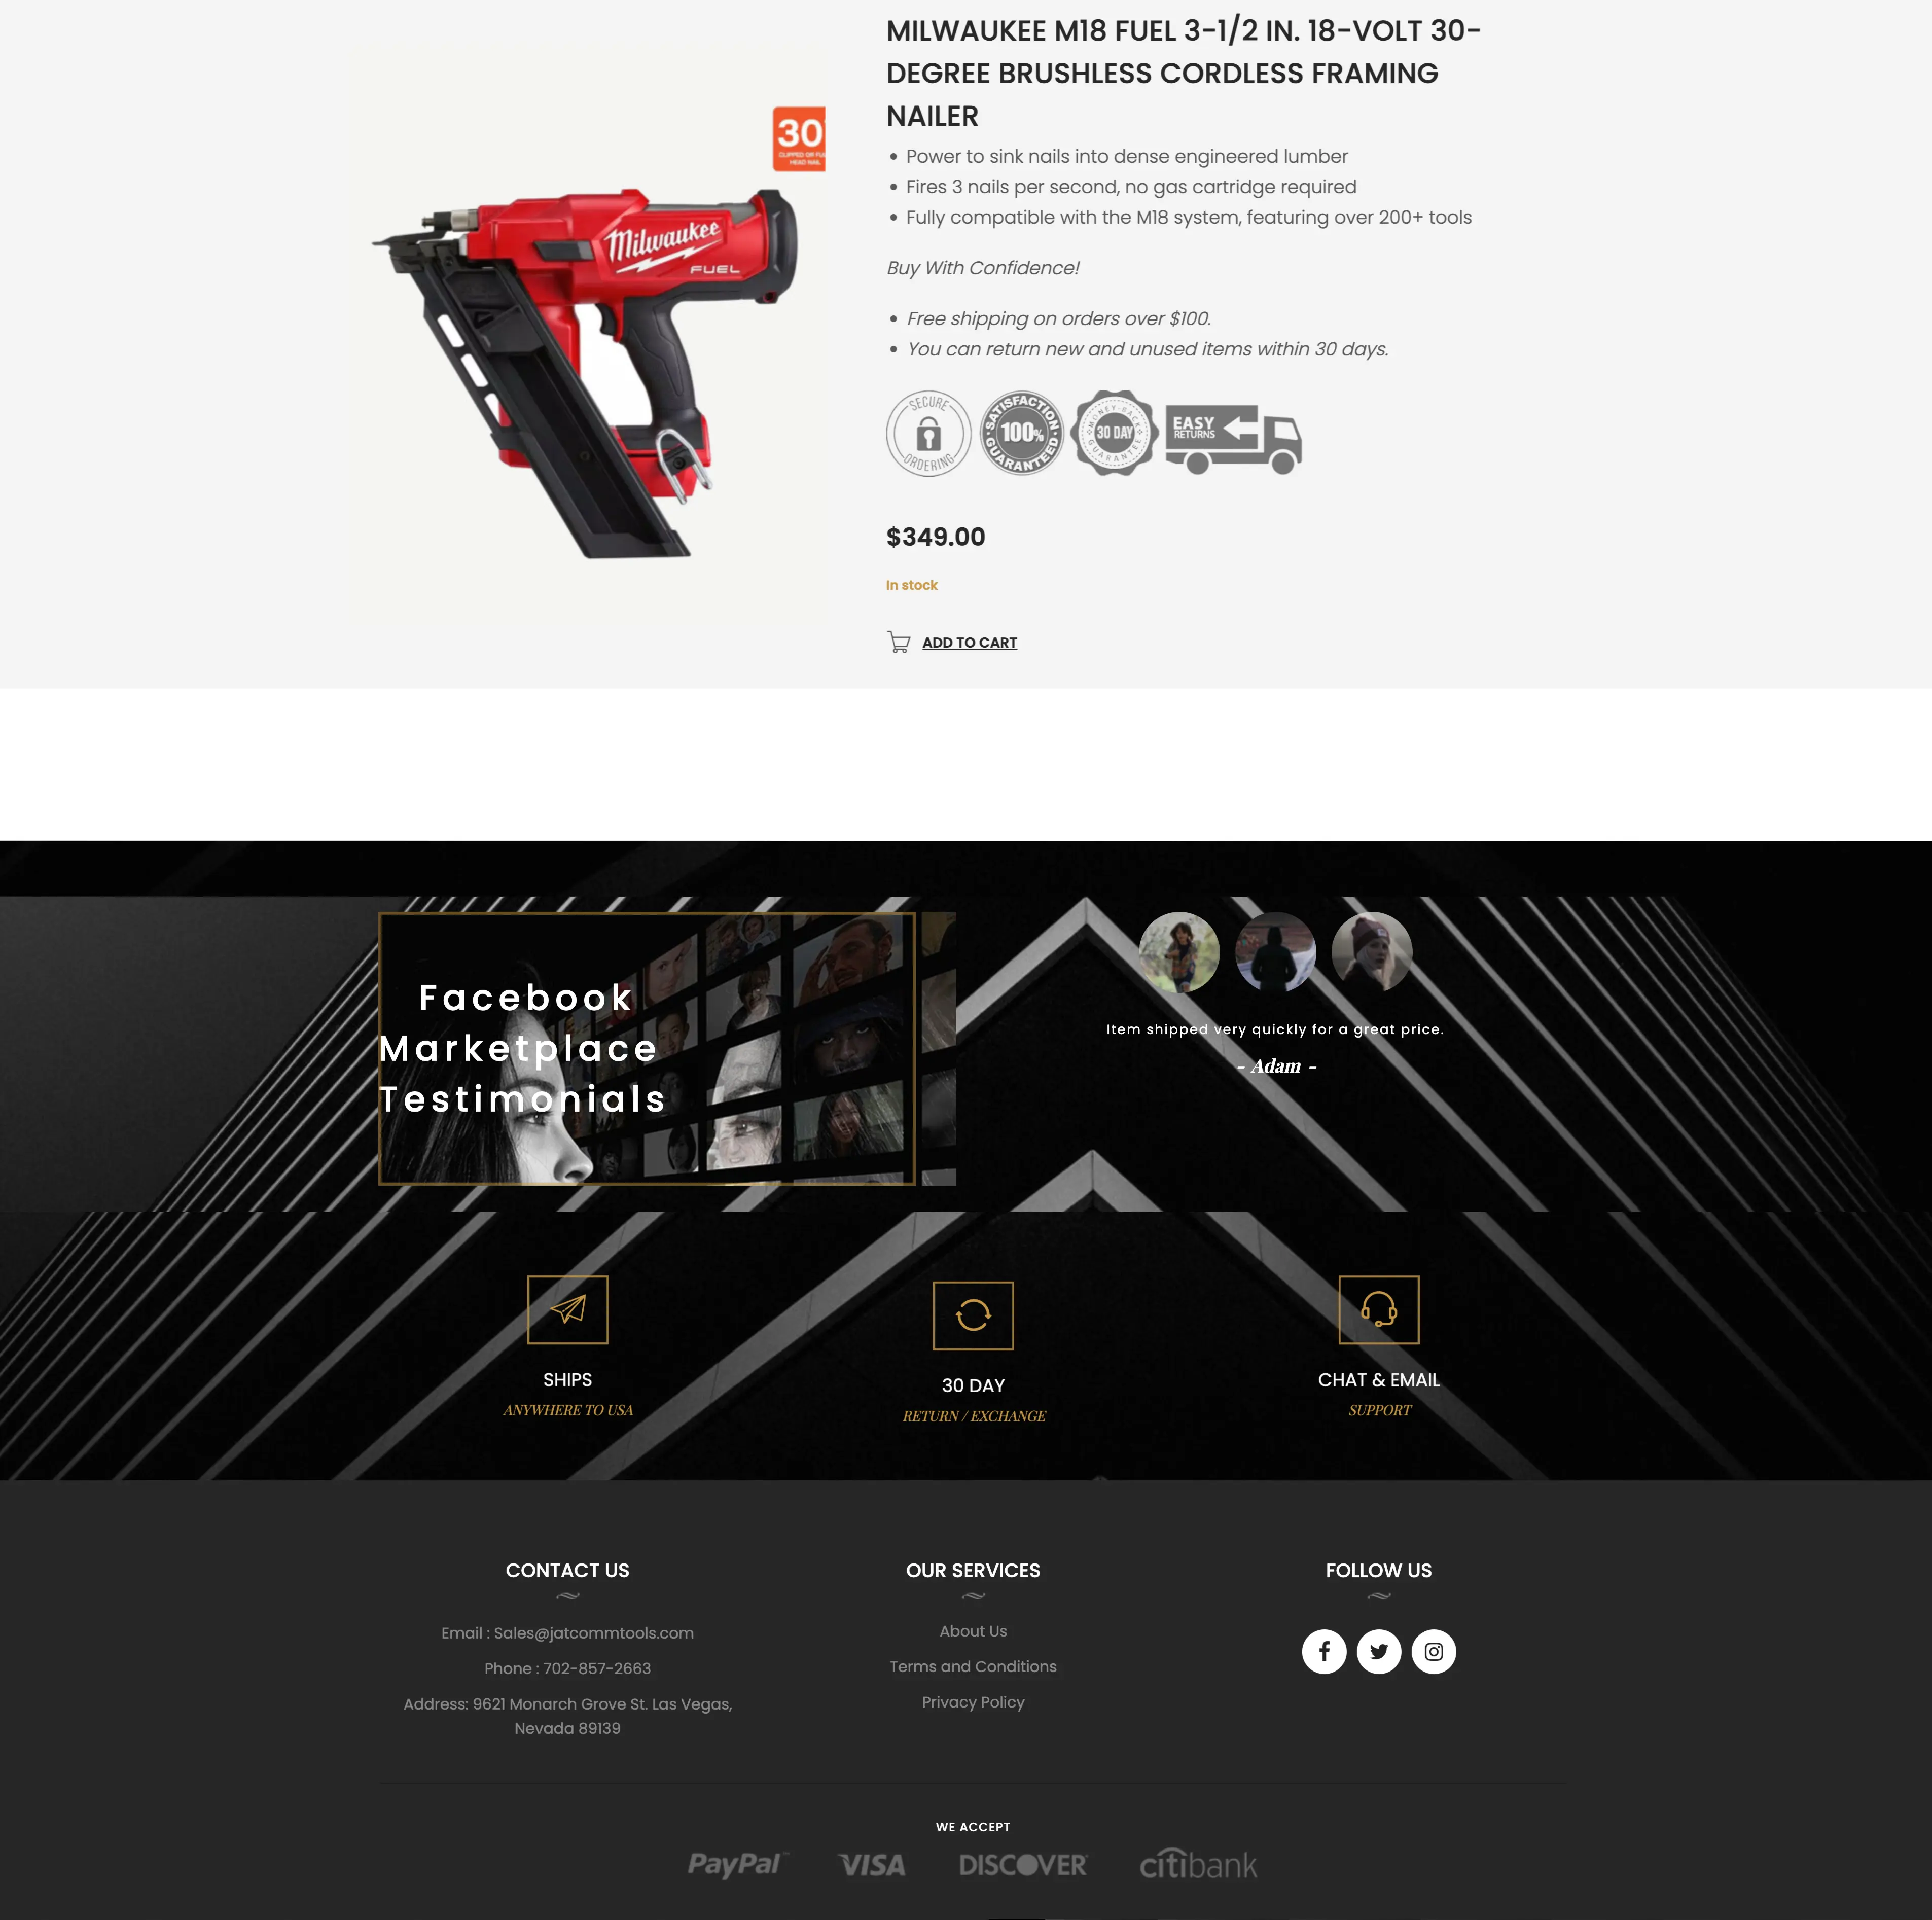 MILWAUKEE M18 FUEL 3-1/2 IN. 18-VOLT 30-
DEGREE BRUSHLESS CORDLESS FRAMING
NAILER
Power to sink nails into dense engineered lumber
Fires 3 nails per second, no gas cartridge required
Fully compatible with the M18 system, featuring over 200+ tools
Buy With Confidence!
Free shipping on orders over $100.
You can return new and unused items within 30 days.
30
CLIPPED OR FUL
HEAD NAIL
Milwaukee
FUEL
SECURE
ORDERING
SATISFACTION
100%
GUARANTEED
MONEY-BACK
30 DAY
GUARANTEE
EASY
RETURNS
$349.00
In stock
ADD TO CART
Facebook
Marketplace
Testimonials
Item shipped very quickly for a great price.
- Adam -
SHIPS
ANYWHERE TO USA
30 DAY
RETURN / EXCHANGE
CHAT & EMAIL
SUPPORT
CONTACT US
Email : Sales@jatcommtools.com
Phone : 702-857-2663
Address: 9621 Monarch Grove St. Las Vegas,
Nevada 89139
OUR SERVICES
About Us
Terms and Conditions
Privacy Policy
FOLLOW US
WE ACCEPT
PayPal™
VISA
DISCOVER
citibank